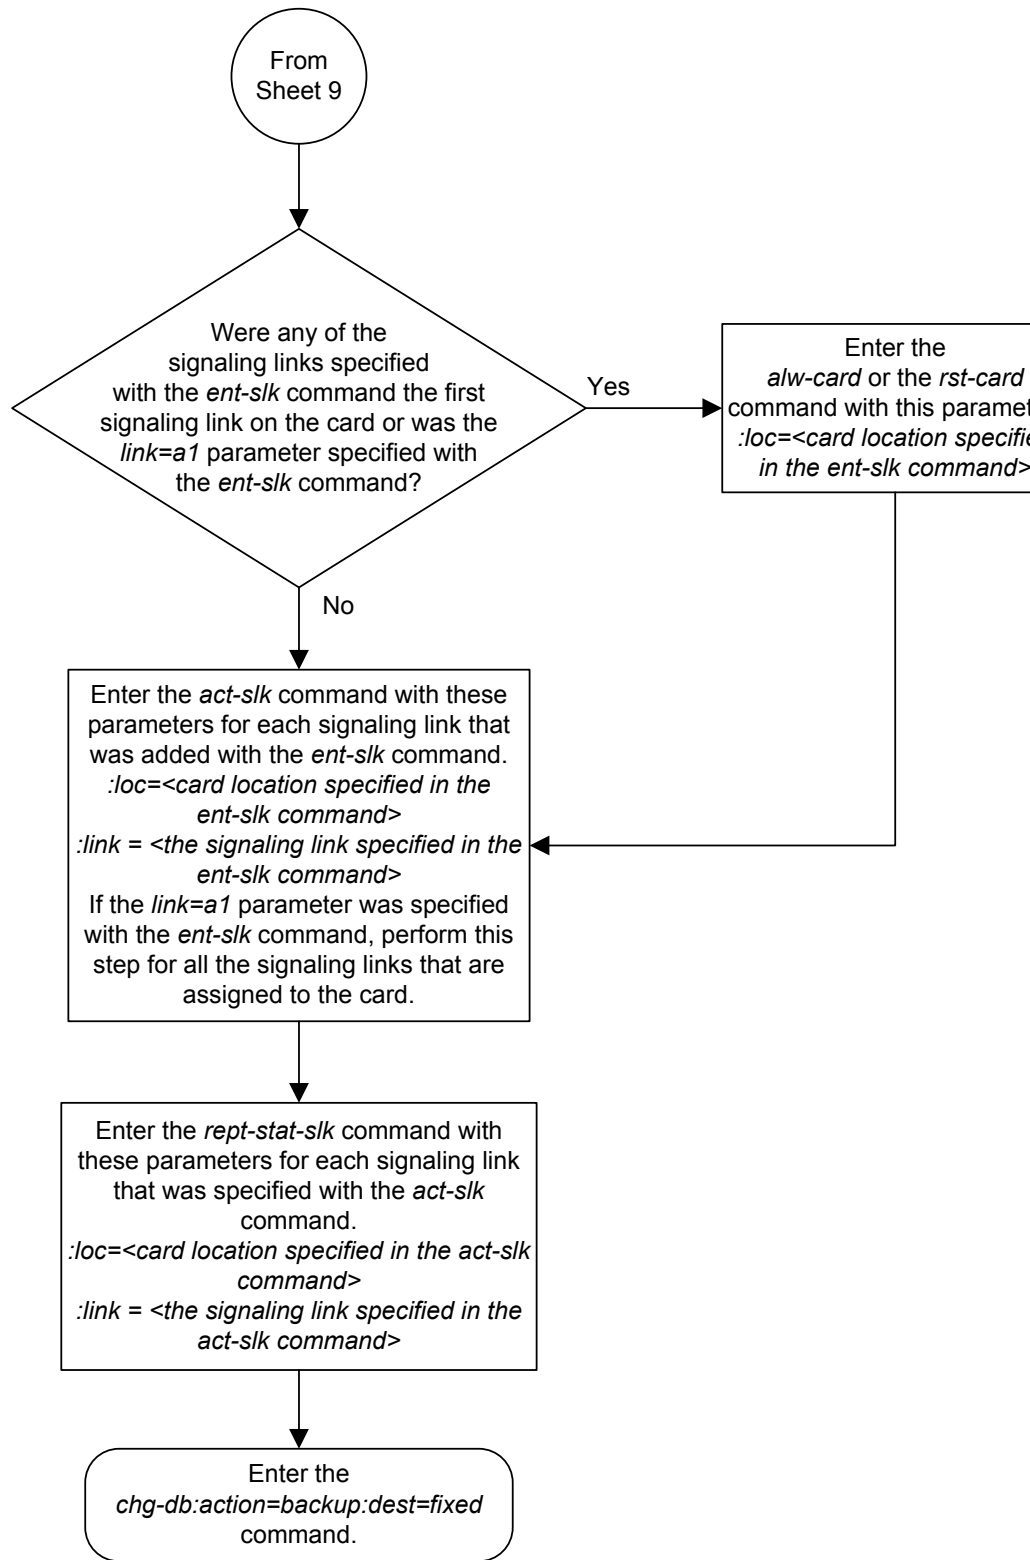 From
Sheet 9
Were any of the
signaling links specified
with the ent-slk command the first
signaling link on the card or was the
link=a1 parameter specified with
the ent-slk command?
Yes
Enter the
alw-card or the rst-card
command with this
:loc=<card location
in the ent-slk command>
No
Enter the act-slk command with these
parameters for each signaling link that
was added with the ent-slk command.
:loc=<card location specified in the
ent-slk command>
:link = <the signaling link specified in the
ent-slk command>
If the link=a1 parameter was specified
with the ent-slk command, perform this
step for all the signaling links that are
assigned to the card.
Enter the rept-stat-slk command with
these parameters for each signaling link
that was specified with the act-slk
command.
:loc=<card location specified in the act-slk
command>
:link = <the signaling link specified in the
act-slk command>
Enter the
chg-db:action=backup:dest=fixed
command.